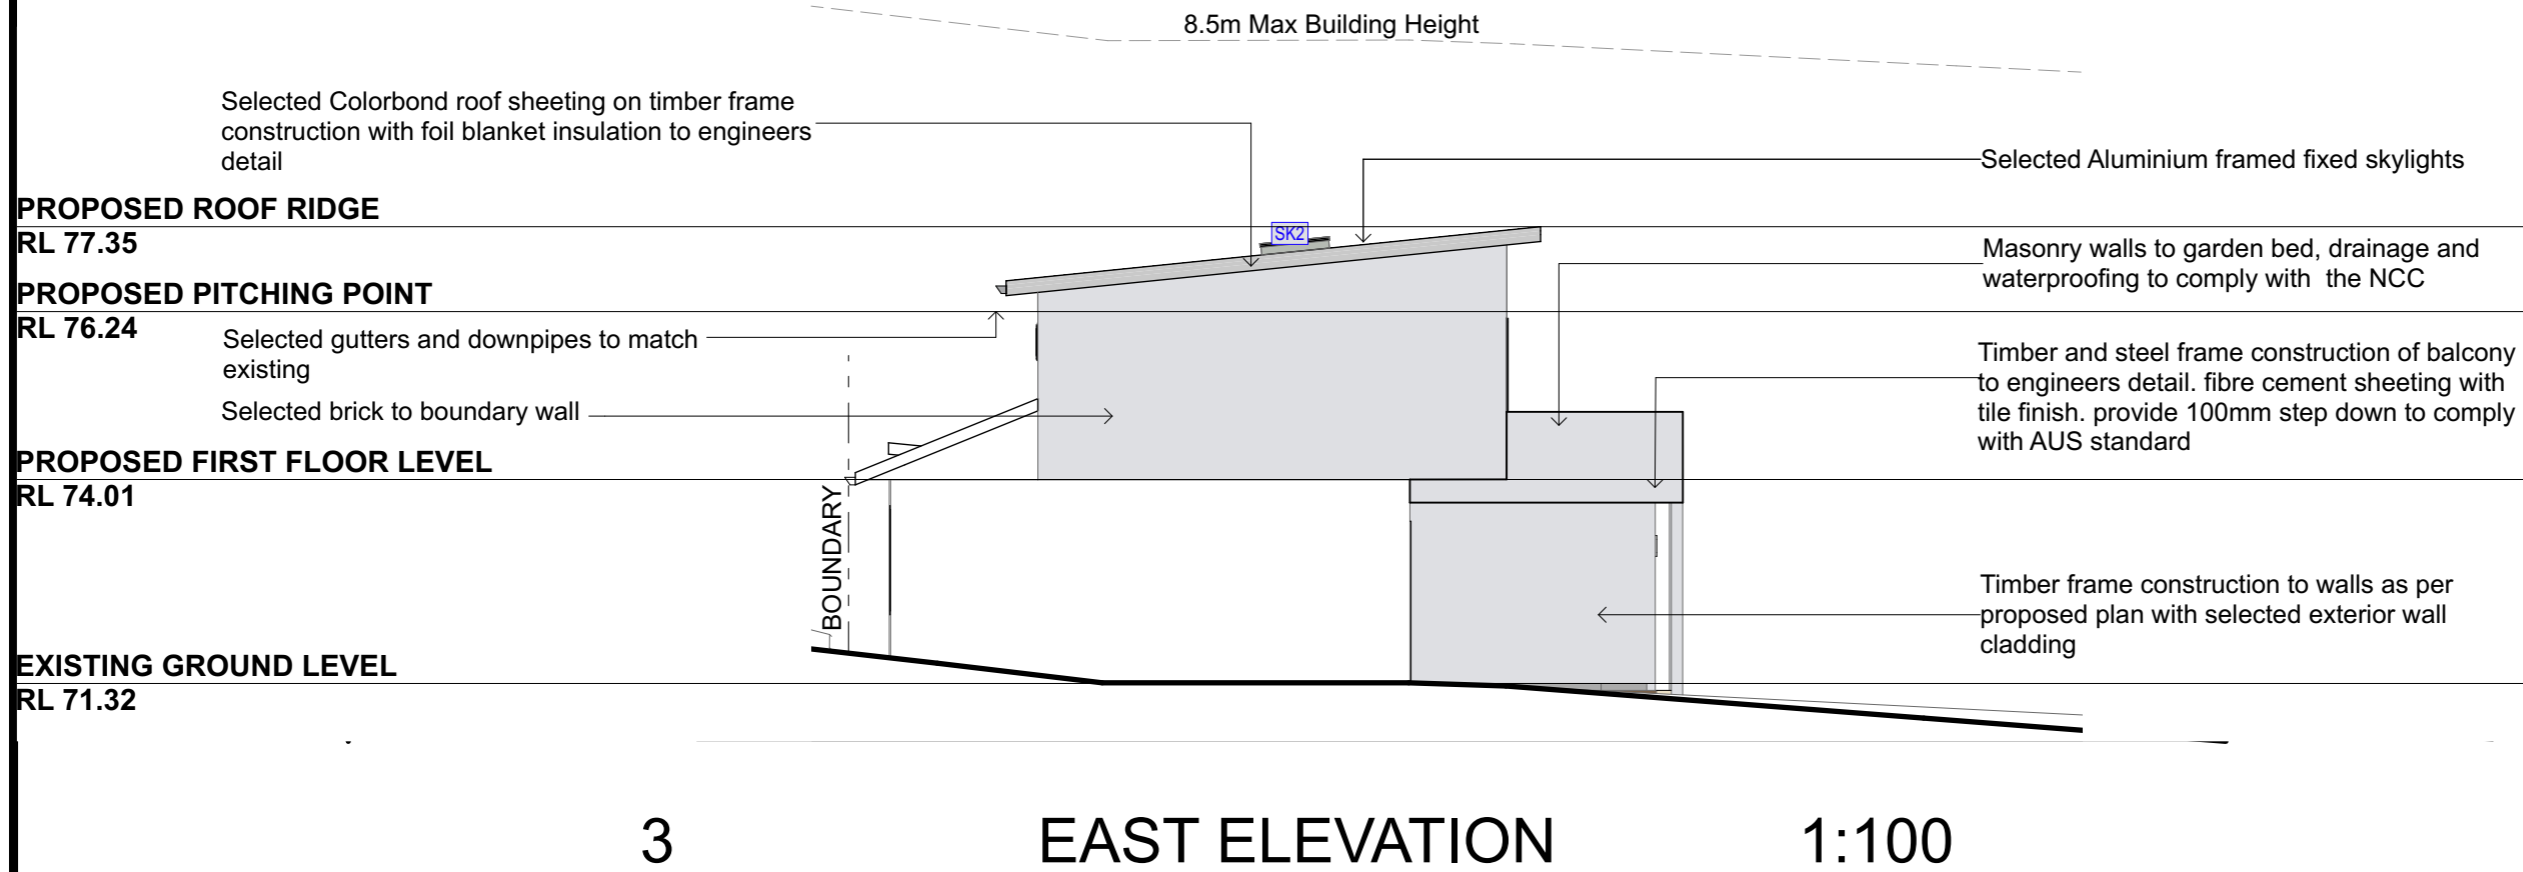 8.5m Max Building Height
Selected Colorbond roof sheeting on timber frame
construction with foil blanket insulation to engineers
detail
Selected Aluminium framed fixed skylights
PROPOSED ROOF RIDGE
RL 77.35
SK2
Masonry walls to garden bed, drainage and
waterproofing to comply with  the NCC
PROPOSED PITCHING POINT
RL 76.24
Selected gutters and downpipes to match
existing
Timber and steel frame construction of balcony
to engineers detail. fibre cement sheeting with
tile finish. provide 100mm step down to comply
with AUS standard
Selected brick to boundary wall
PROPOSED FIRST FLOOR LEVEL
RL 74.01
BOUNDARY
Timber frame construction to walls as per
proposed plan with selected exterior wall
cladding
EXISTING GROUND LEVEL
RL 71.32
3 EAST ELEVATION 1:100